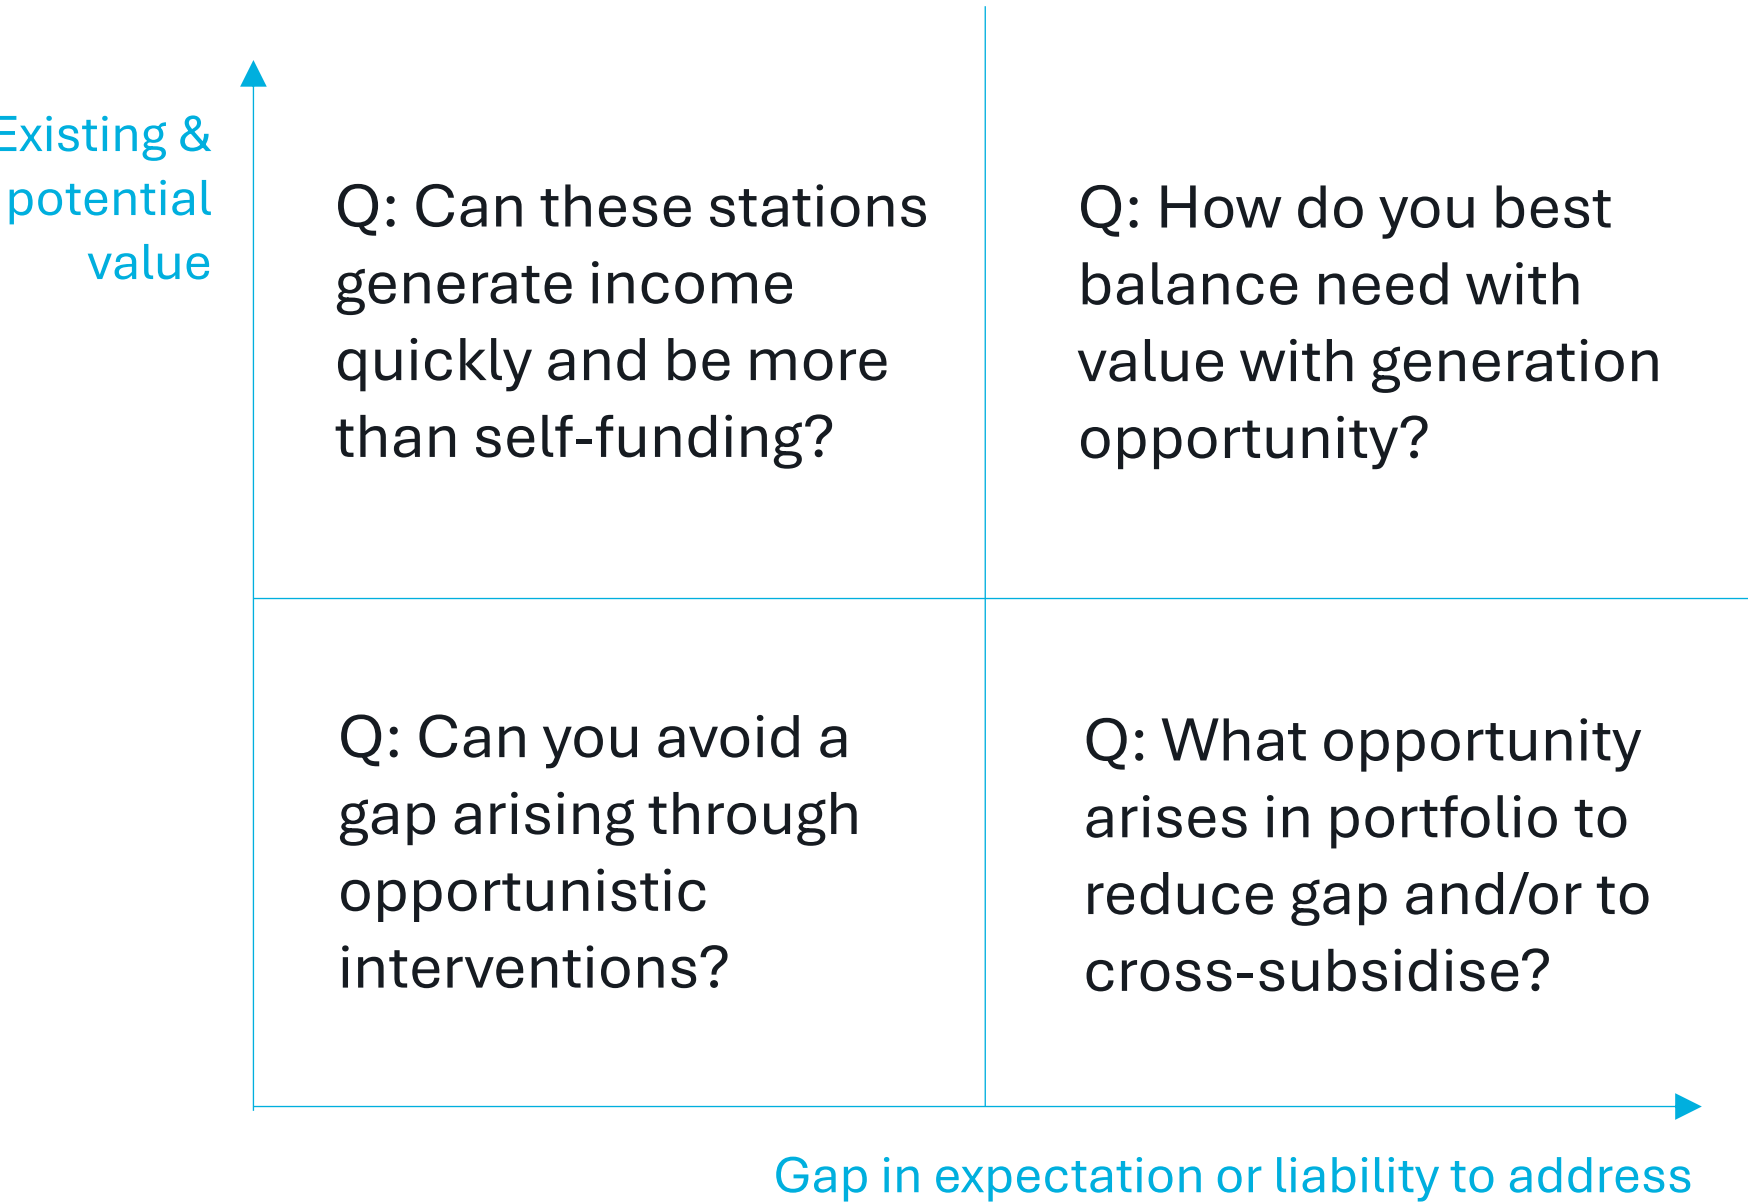 Existing &
potential
value
Q: Can these stations
generate income
quickly and be more
than self-funding?
Q: How do you best
balance need with
value with generation
opportunity?
Q: Can you avoid a
gap arising through
opportunistic
interventions?
Q: What opportunity
arises in portfolio to
reduce gap and/or to
cross-subsidise?
Gap in expectation or liability to address